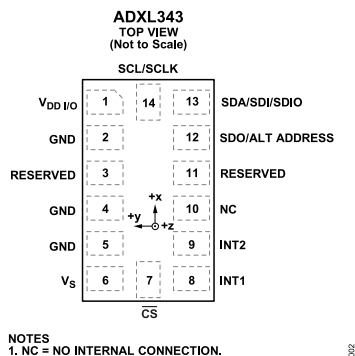 ADXL343
TOP VIEW
(Not to Scale)
SCL/SCLK
VDD I/O 1 14 13 SDA/SDI/SDIO
GND 2 12 SDO/ALT ADDRESS
RESERVED 3 11 RESERVED
GND 4 10 NC
+x
+y +z
GND 5 9 INT2
VS 6 7 8 INT1
CS
NOTES
1. NC = NO INTERNAL CONNECTION.
002